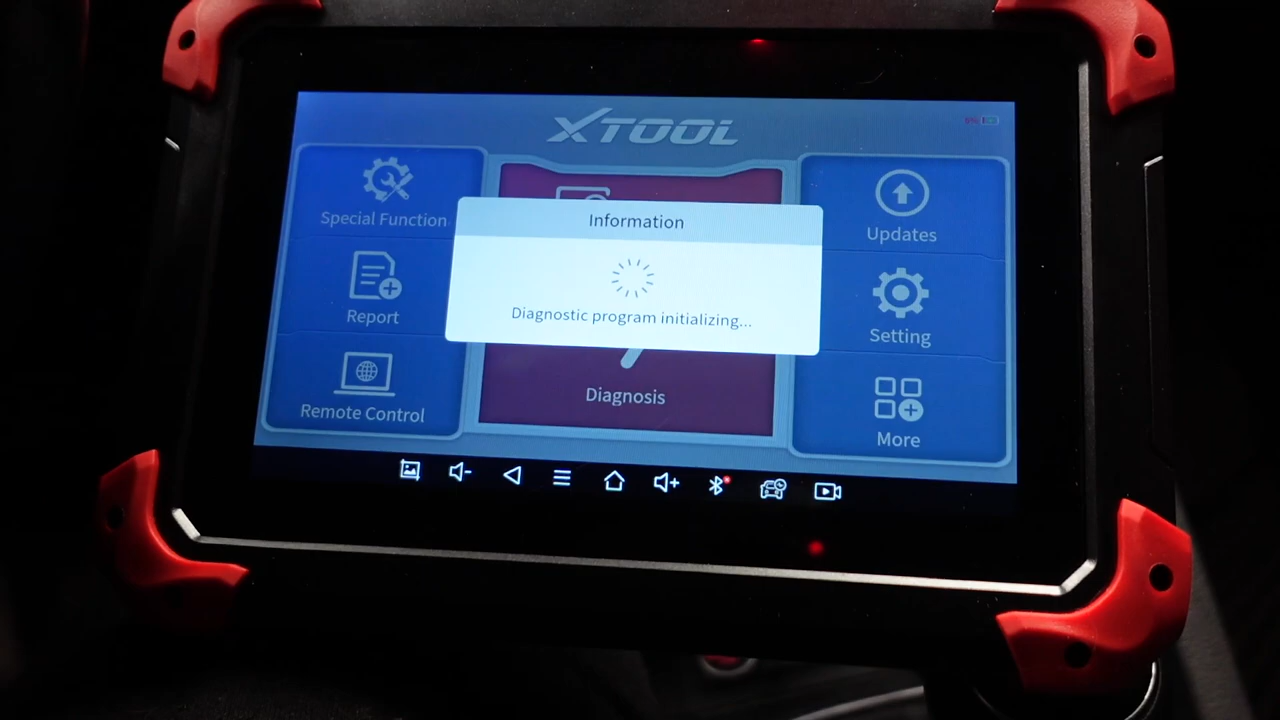 XTOOL
Special Function
Report
Remote Control
Information
Diagnostic program initializing...
Diagnosis
Updates
Setting
More